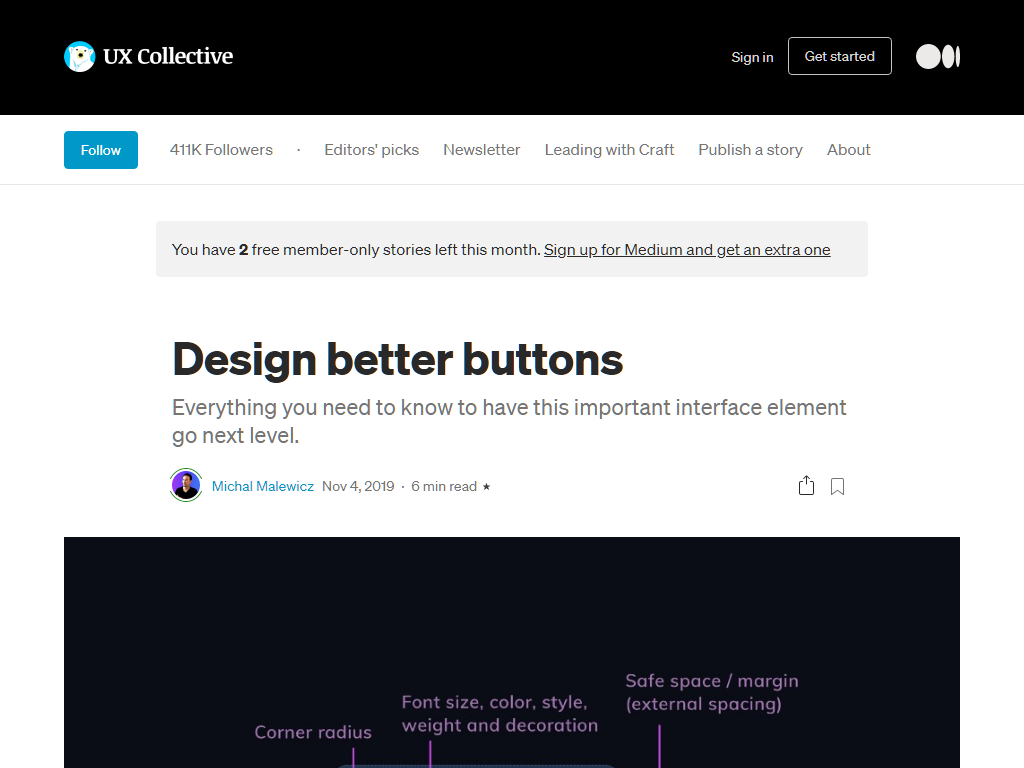 UX Collective
Sign in
Get started
Follow
411K Followers
·
Editors' picks
Newsletter
Leading with Craft
Publish a story
About
You have 2 free member-only stories left this month. Sign up for Medium and get an extra one
Design better buttons
Everything you need to know to have this important interface element
go next level.
Michal Malewicz Nov 4, 2019 · 6 min read ★
Safe space / margin
(external spacing)
Font size, color, style,
weight and decoration
Corner radius